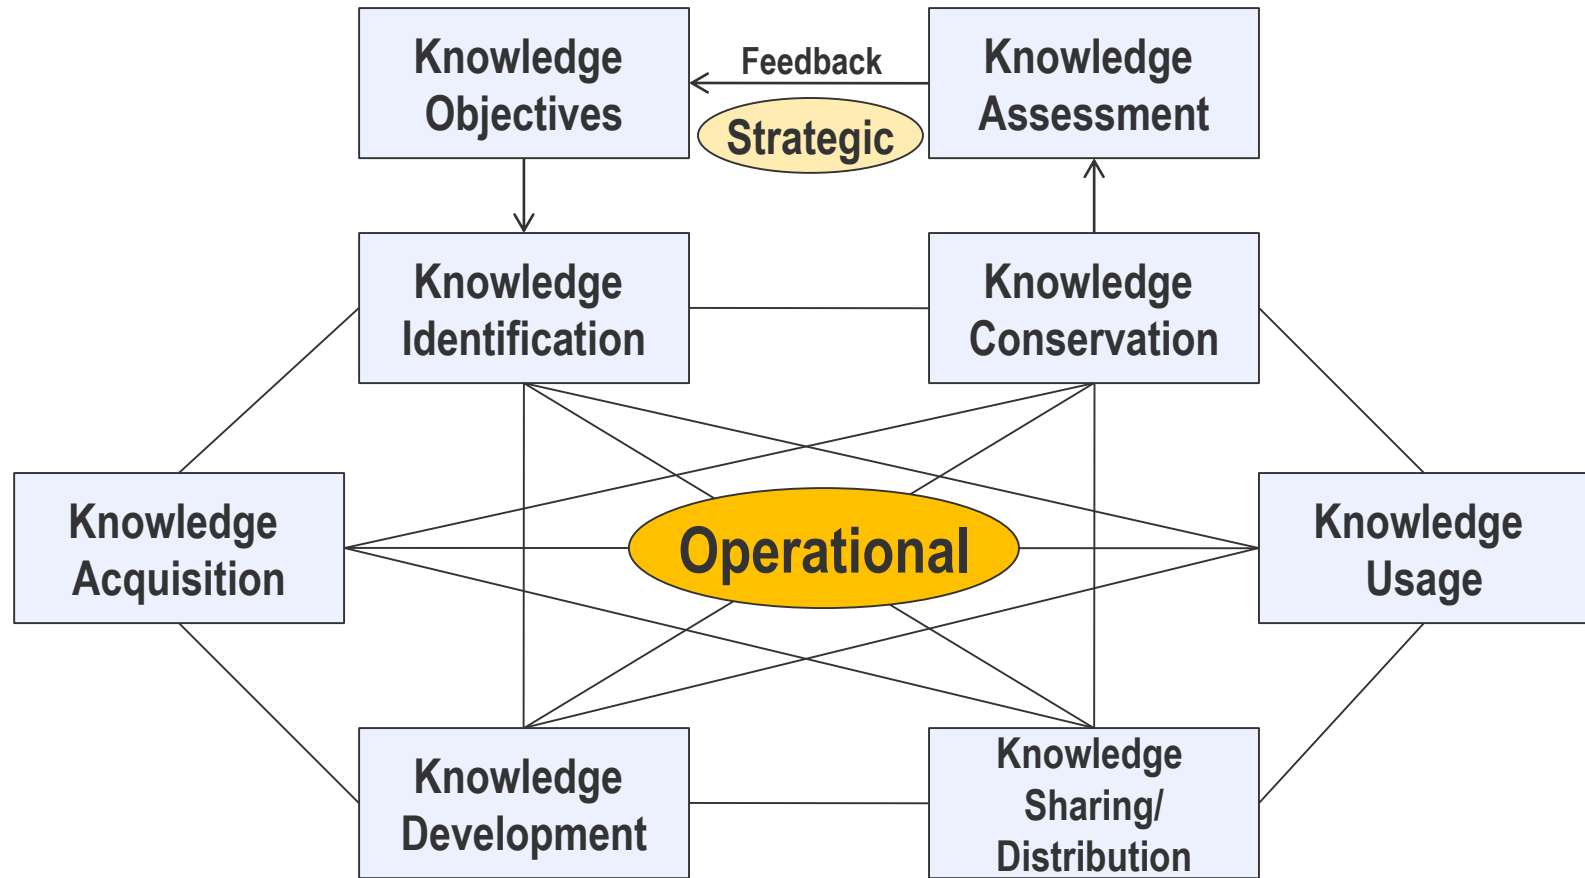 Knowledge
Objectives
Feedback
Strategic
Knowledge
Assessment
Knowledge
Identification
Knowledge
Conservation
Knowledge
Acquisition
Operational
Knowledge
Usage
Knowledge
Development
Knowledge
Sharing/
Distribution